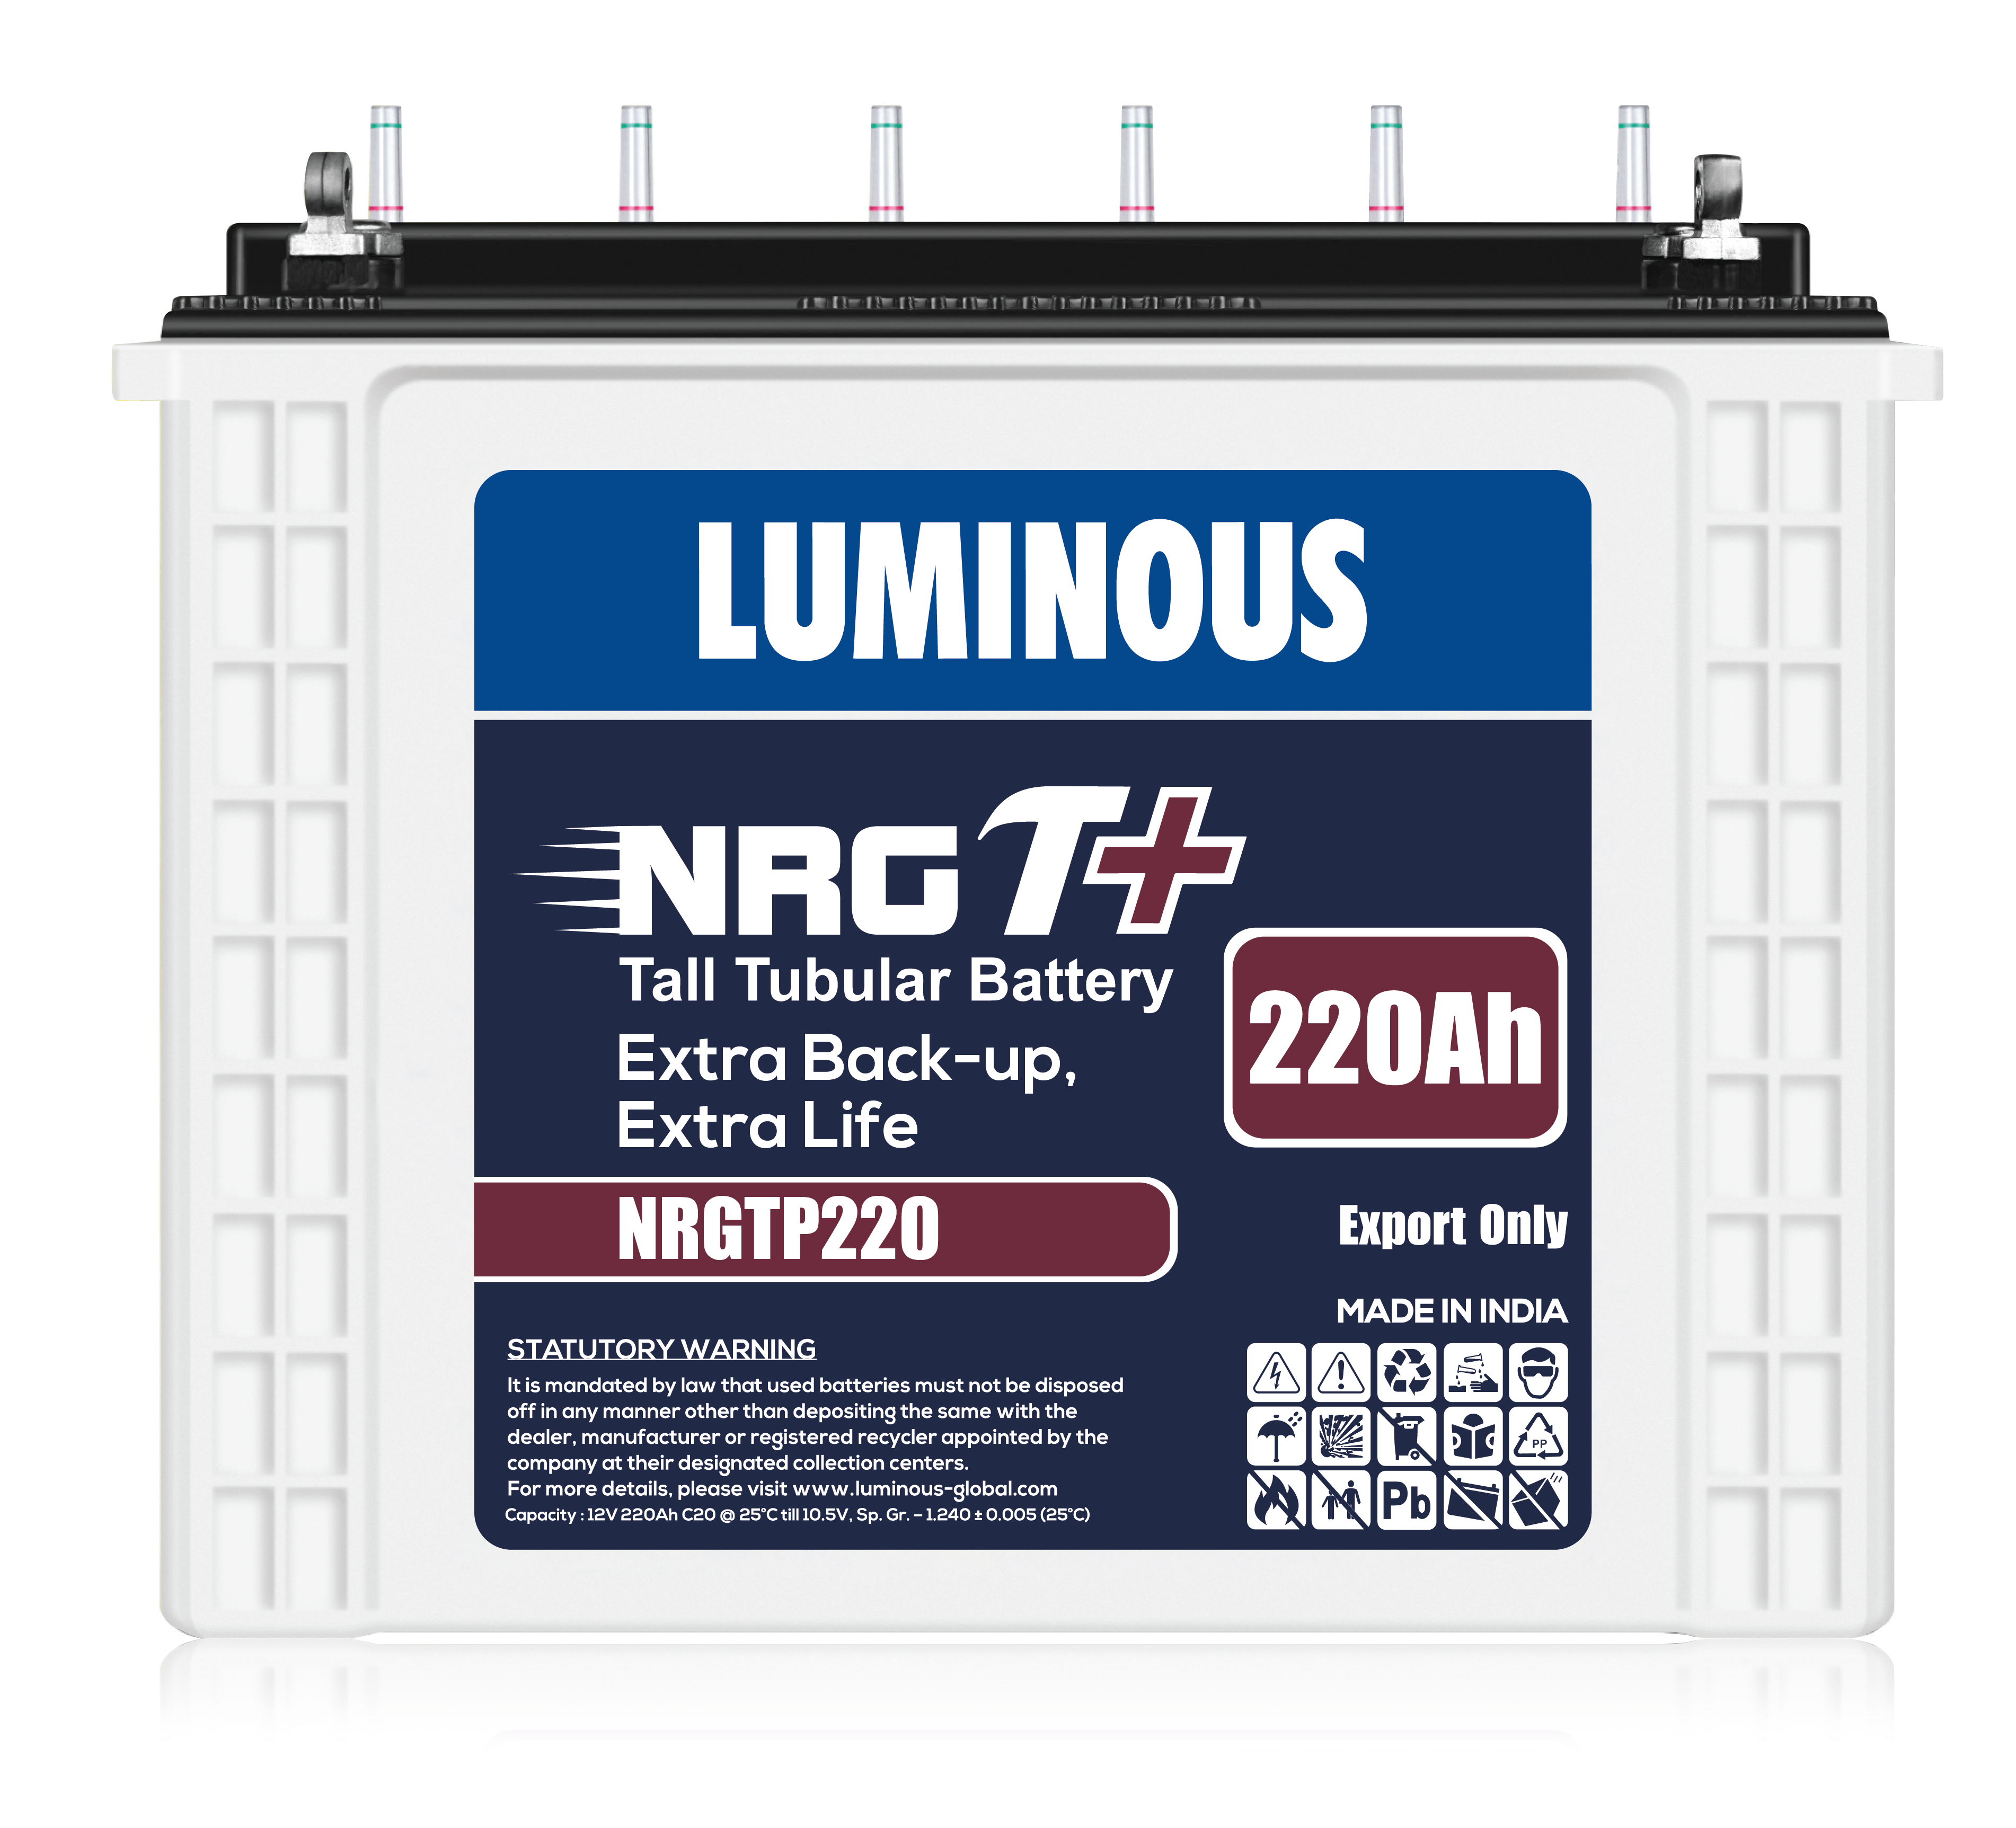 LUMINOUS
NRG T+
Tall Tubular Battery
Extra Back-up,
Extra Life
220Ah
NRGTP220
Export Only
MADE IN INDIA
STATUTORY WARNING
It is mandated by law that used batteries must not be disposed
off in any manner other than depositing the same with the
dealer, manufacturer or registered recycler appointed by the
company at their designated collection centers.
For more details, please visit www.luminous-global.com
Capacity : 12V 220Ah C20 @ 25°C till 10.5V, Sp. Gr. – 1.240 ± 0.005 (25°C)
PP
Pb